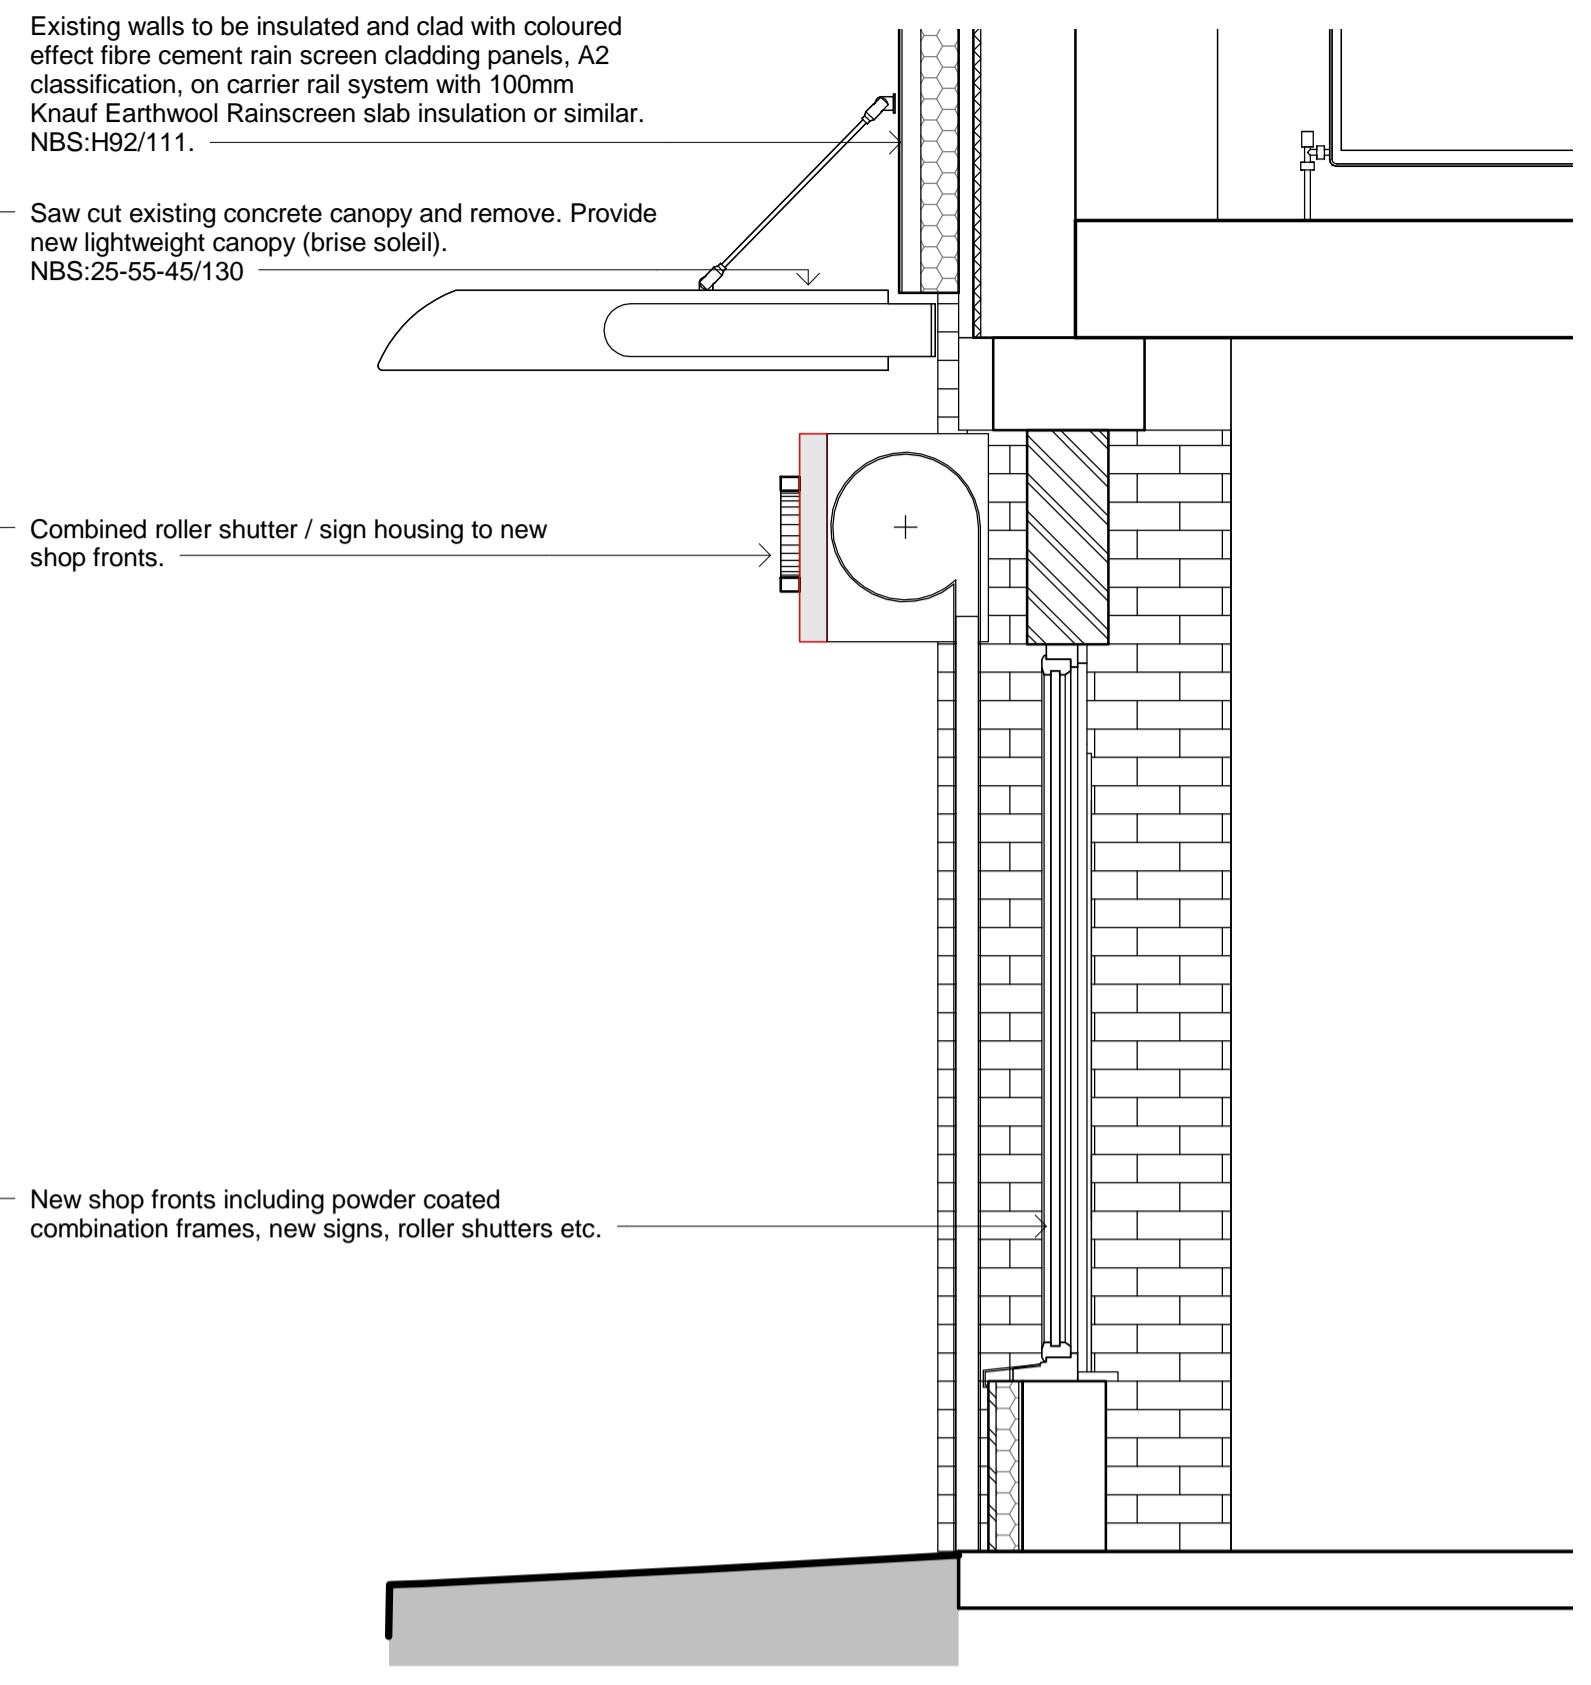 Existing walls to be insulated and clad with coloured
effect fibre cement rain screen cladding panels, A2
classification, on carrier rail system with 100mm
Knauf Earthwool Rainscreen slab insulation or similar.
NBS:H92/111.
Saw cut existing concrete canopy and remove. Provide
new lightweight canopy (brise soleil).
NBS:25-55-45/130
Combined roller shutter / sign housing to new
shop fronts.
New shop fronts including powder coated
combination frames, new signs, roller shutters etc.